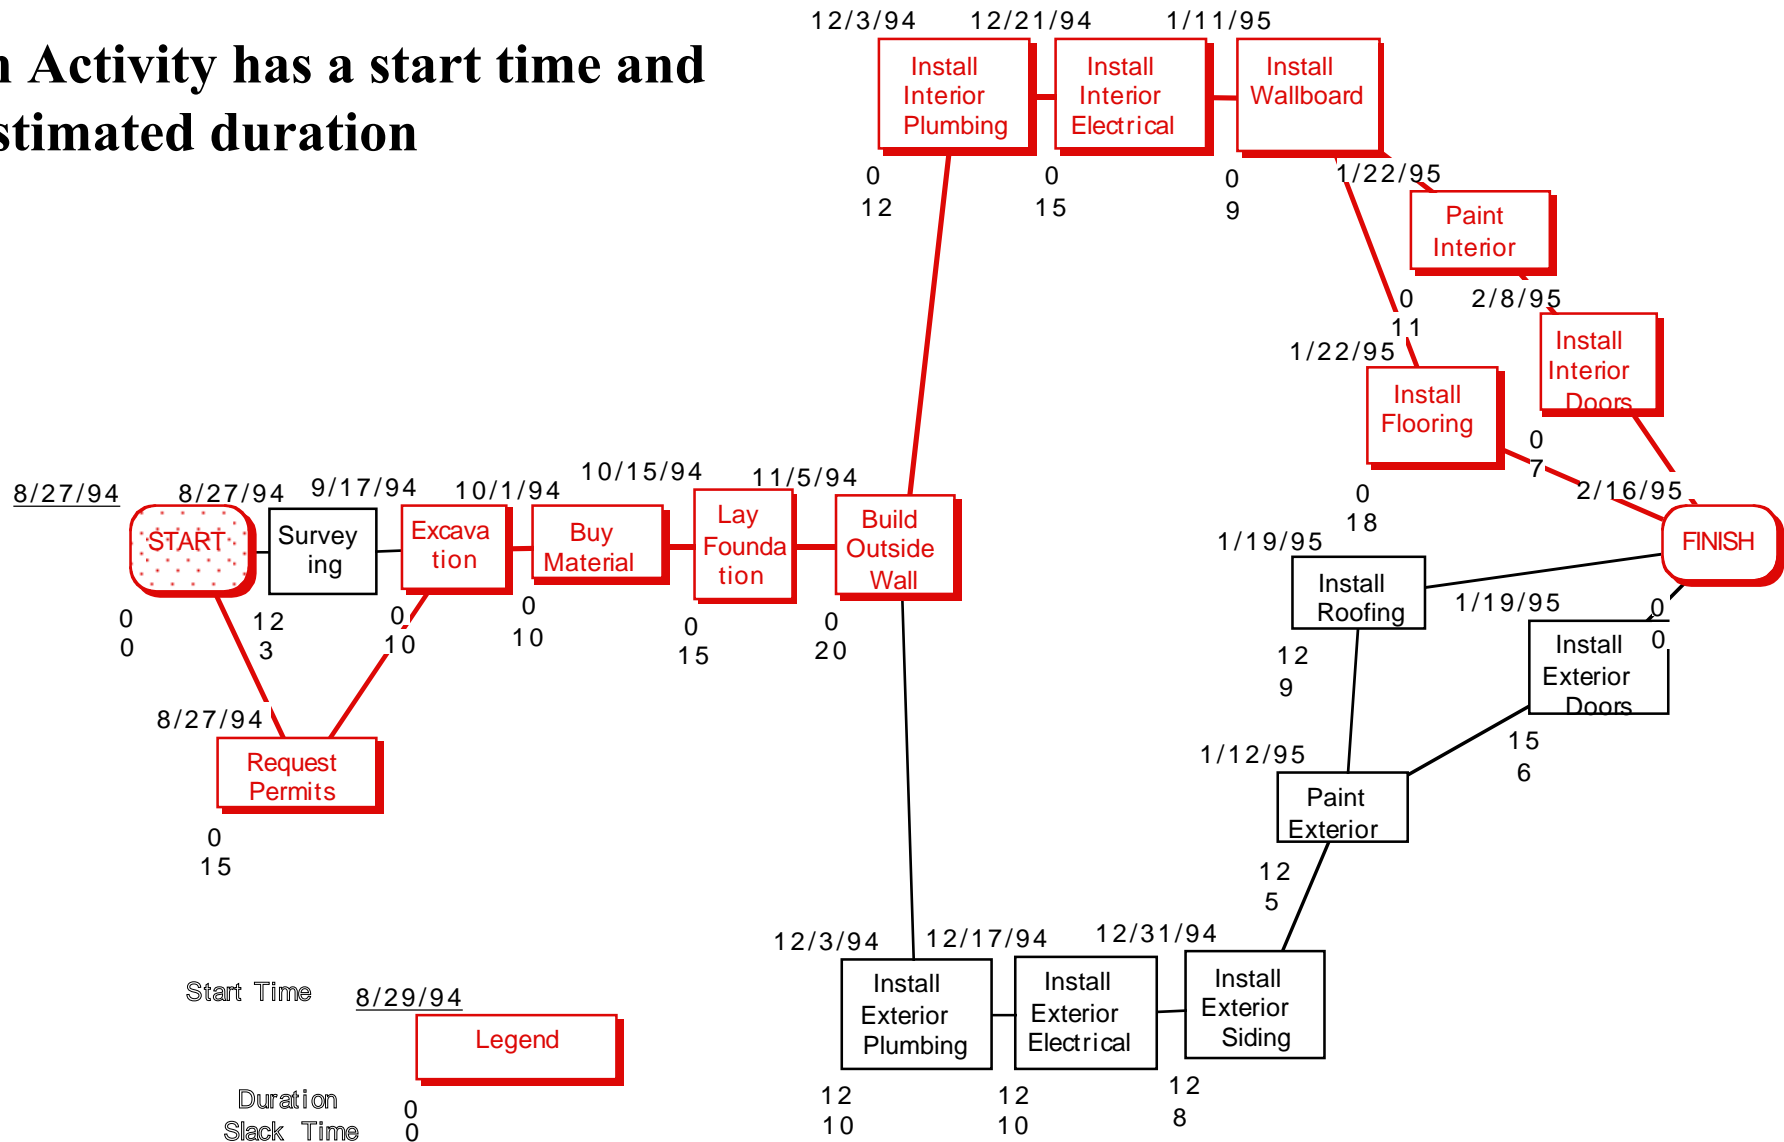 n Activity has a start time and
stimated duration
12/3/94
Install
Interior
Plumbing
0
12
12/21/94
Install
Interior
Electrical
0
15
1/11/95
Install
Wallboard
0
9
1/22/95
Paint
Interior
0
11
2/8/95
Install
Interior
Doors
0
7
1/22/95
Install
Flooring
0
18
8/27/94
START
0
0
8/27/94
Survey
ing
12
3
9/17/94
Excava
tion
0
10
10/1/94
Buy
Material
0
10
10/15/94
Lay
Founda
tion
0
15
11/5/94
Build
Outside
Wall
0
20
2/16/95
FINISH
0
0
8/27/94
Request
Permits
0
15
1/19/95
Install
Roofing
12
9
1/19/95
Install
Exterior
Doors
15
6
1/12/95
Paint
Exterior
12
5
12/3/94
Install
Exterior
Plumbing
12
10
12/17/94
Install
Exterior
Electrical
12
10
12/31/94
Install
Exterior
Siding
12
8
Start Time
8/29/94
Legend
Duration
0
Slack Time
0